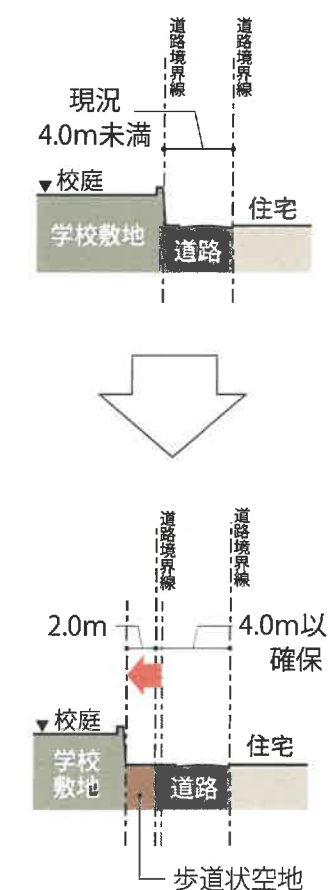 道路境界線
道路境界線
現況
4.0m未満
▼校庭
学校敷地
道路
住宅
道路境界線
道路境界線
2.0m
4.0m以
確保
▼校庭
学校
敷地
道路
住宅
歩道状空地